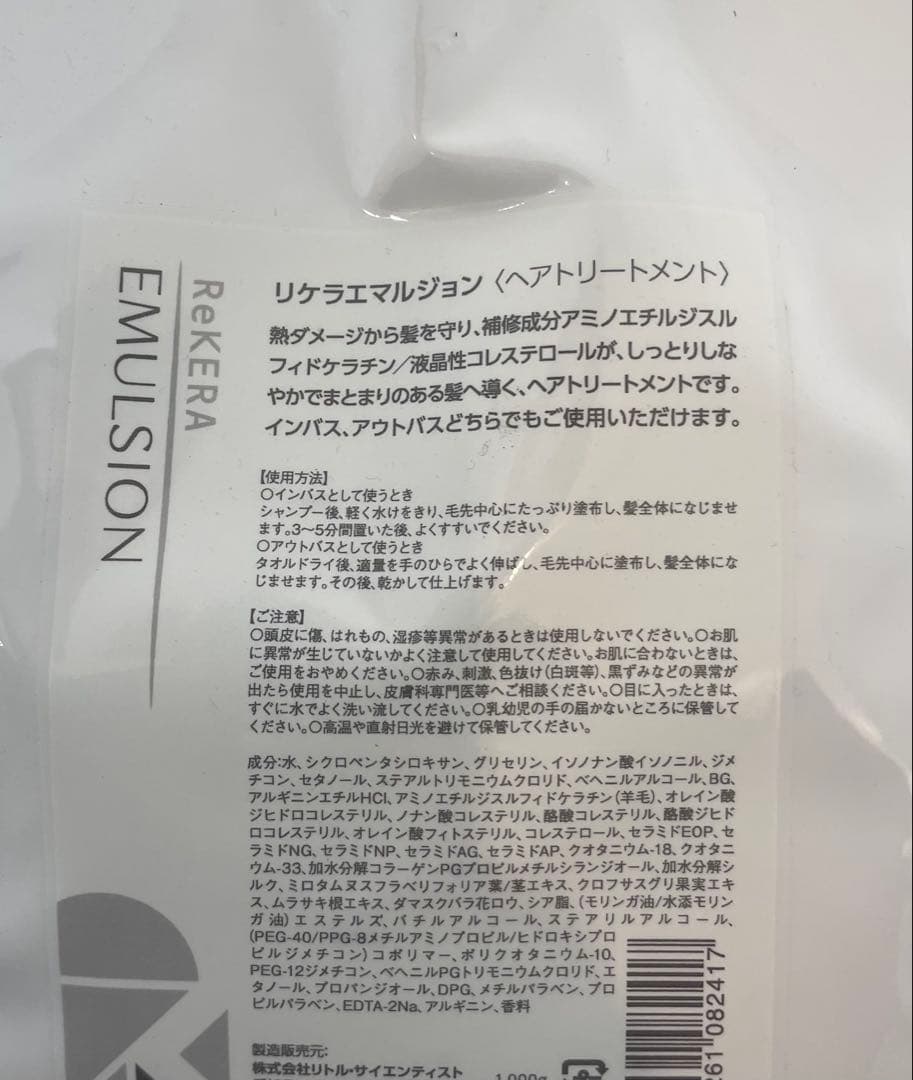 ReKERA
EMULSION
リケラエマルジョン〈ヘアトリートメント〉
熱ダメージから髪を守り、補修成分アミノエチルジスル
フィドケラチン/液晶性コレステロールが、しっとりしな
やかでまとまりのある髪へ導く、ヘアトリートメントです。
インバス、アウトバスどちらでもご使用いただけます。
【使用方法】
〇インバスとして使うとき
シャンプー後、軽く水けをきり、毛先中心にたっぷり塗布し、髪全体になじませ
ます。3〜5分間置いた後、よくすすいでください。
〇アウトバスとして使うとき
タオルドライ後、適量を手のひらでよく伸ばし、毛先中心に塗布し、髪全体にな
じませます。その後、乾かして仕上げます。
【ご注意】
〇頭皮に傷、はれもの、湿疹等異常があるときは使用しないでください。〇お肌
に異常が生じていないかよく注意して使用してください。お肌に合わないときは、
ご使用をおやめください。〇赤み、刺激、色抜け(白斑等)、黒ずみなどの異常が
出たら使用を中止し、皮膚科専門医等へご相談ください。〇目に入ったときは、
すぐに水でよく洗い流してください。〇乳幼児の手の届かないところに保管して
ください。〇高温や直射日光を避けて保管してください。
成分:水、シクロペンタシロキサン、グリセリン、イソノナン酸イソノニル、ジメ
チコン、セタノール、ステアルトリモニウムクロリド、ベヘニルアルコール、BG、
アルギニンエチルHCl、アミノエチルジスルフィドケラチン(羊毛)、オレイン酸
ジヒドロコレステリル、ノナン酸コレステリル、酪酸コレステリル、酪酸ジヒド
ロコレステリル、オレイン酸フィトステリル、コレステロール、セラミドEOP、セ
ラミドNG、セラミドNP、セラミドAG、セラミドAP、クオタニウム-18、クオタニ
ウム-33、加水分解コラーゲンPGプロピルメチルシランジオール、加水分解シ
ルク、ミロタムヌスフラベリフォリア葉/茎エキス、クロフサスグリ果実エキ
ス、ムラサキ根エキス、ダマスクバラ花ロウ、シア脂、(モリンガ油/水添モリン
ガ油)エステルズ、バチルアルコール、ステアリルアルコール、
(PEG-40/PPG-8メチルアミノプロピル/ヒドロキシプロ
ピルジメチコン)コポリマー、ポリクオタニウム-10、
PEG-12ジメチコン、ベヘニルPGトリモニウムクロリド、エ
タノール、プロパンジオール、DPG、メチルパラベン、プロ
ピルパラベン、EDTA-2Na、アルギニン、香料
261 082417
製造販売元:
株式会社リトル・サイエンティスト
1,000g